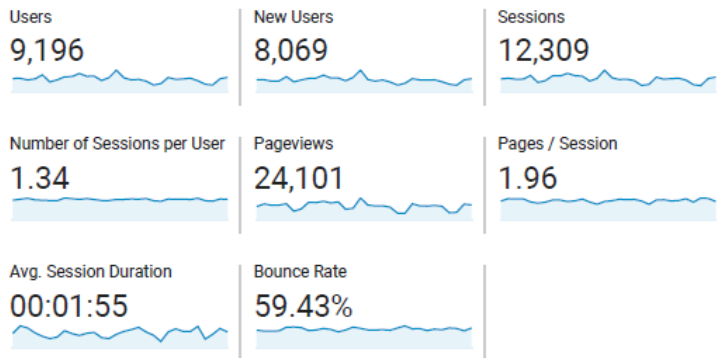 Users
9,196
New Users
8,069
Sessions
12,309
Number of Sessions per User
1.34
Pageviews
24,101
Pages / Session
1.96
Avg. Session Duration
00:01:55
Bounce Rate
59.43%